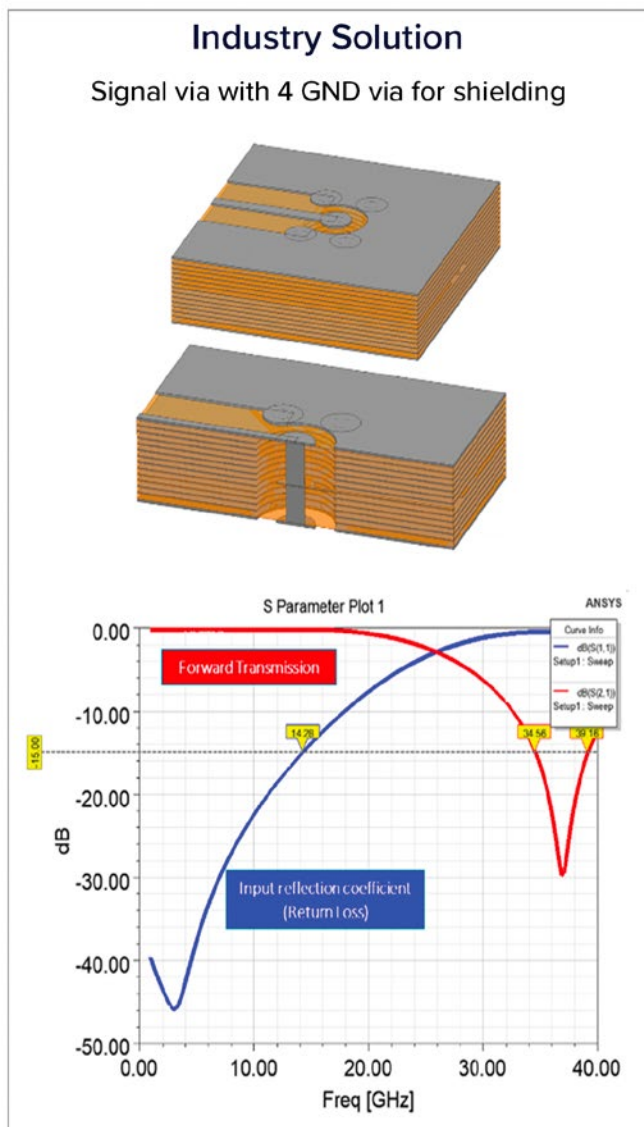 Industry Solution
Signal via with 4 GND via for shielding
S Parameter Plot 1
ANSYS
Curve Info
dB(S(1,1))
Setup1 : Sweep
dB(S(2,1))
Setup1 : Sweep
Forward Transmission
Input reflection coefficient
(Return Loss)
0.00
-10.00
-15.00
-20.00
-30.00
-40.00
-50.00
dB
14.28
34.56
39.16
0.00
10.00
20.00
30.00
40.00
Freq [GHz]